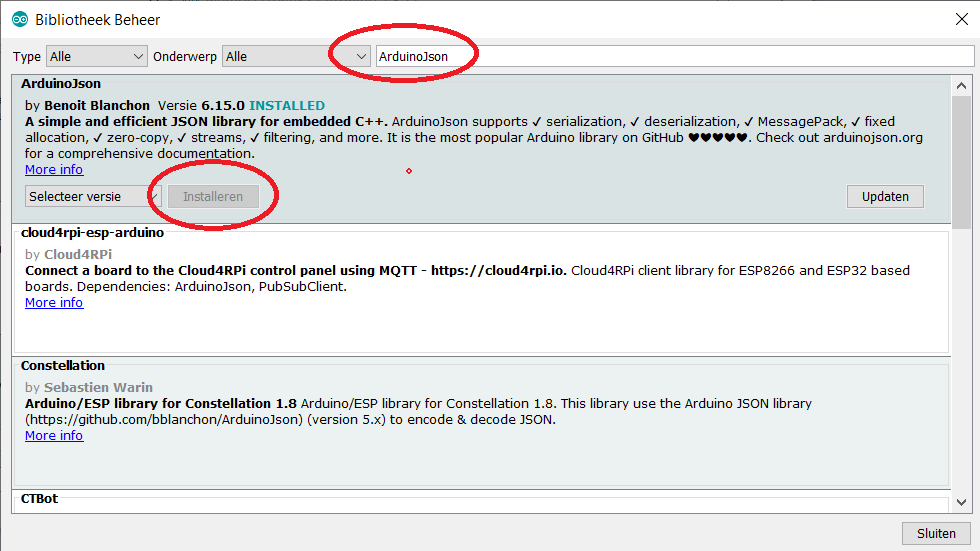 Bibliotheek Beheer
Type Alle Onderwerp Alle ArduinoJson
ArduinoJson
by Benoit Blanchon Versie 6.15.0 INSTALLED
A simple and efficient JSON library for embedded C++. ArduinoJson supports ✔ serialization, ✔ deserialization, ✔ MessagePack, ✔ fixed
allocation, ✔ zero-copy, ✔ streams, ✔ filtering, and more. It is the most popular Arduino library on GitHub ❤❤❤❤❤. Check out arduinojson.org
for a comprehensive documentation.
More info
Selecteer versie Installeren Updaten
cloud4rpi-esp-arduino
by Cloud4RPi
Connect a board to the Cloud4RPi control panel using MQTT - https://cloud4rpi.io. Cloud4RPi client library for ESP8266 and ESP32 based
boards. Dependencies: ArduinoJson, PubSubClient.
More info
Constellation
by Sebastien Warin
Arduino/ESP library for Constellation 1.8 Arduino/ESP library for Constellation 1.8. This library use the Arduino JSON library
(https://github.com/bblanchon/ArduinoJson) (version 5.x) to encode & decode JSON.
More info
CTBot
Sluiten